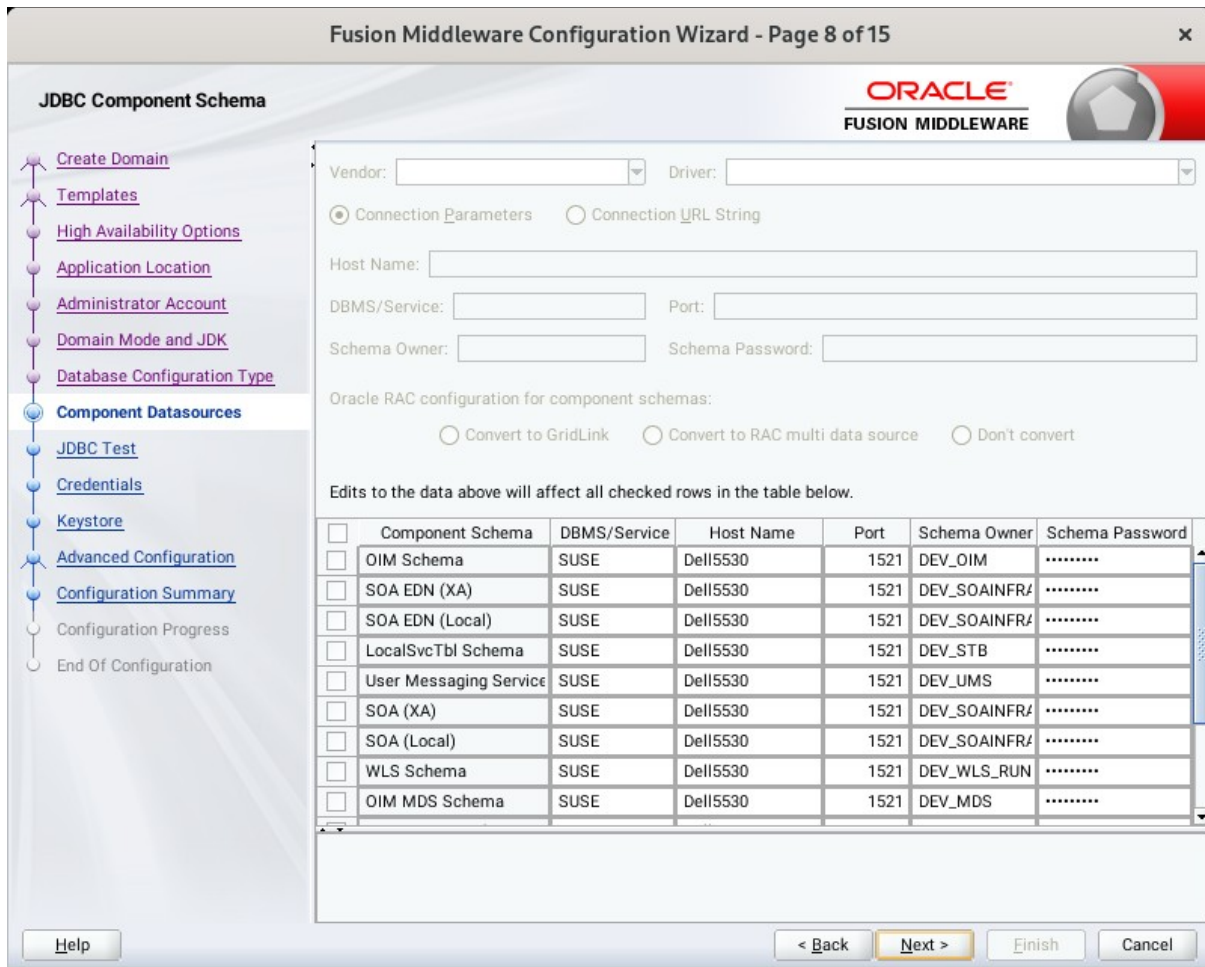 Fusion Middleware Configuration Wizard - Page 8 of 15
JDBC Component Schema
ORACLE
FUSION MIDDLEWARE
Create Domain
Templates
High Availability Options
Application Location
Administrator Account
Domain Mode and JDK
Database Configuration Type
Component Datasources
JDBC Test
Credentials
Keystore
Advanced Configuration
Configuration Summary
Configuration Progress
End Of Configuration
Vendor: Driver:
Connection Parameters Connection URL String
Host Name:
DBMS/Service: Port:
Schema Owner: Schema Password:
Oracle RAC configuration for component schemas:
Convert to GridLink Convert to RAC multi data source Don't convert
Edits to the data above will affect all checked rows in the table below.
Component Schema DBMS/Service Host Name Port Schema Owner Schema Password
OIM Schema SUSE Dell5530 1521 DEV_OIM •••••••••
SOA EDN (XA) SUSE Dell5530 1521 DEV_SOAINFRA •••••••••
SOA EDN (Local) SUSE Dell5530 1521 DEV_SOAINFRA •••••••••
LocalSvcTbl Schema SUSE Dell5530 1521 DEV_STB •••••••••
User Messaging Service SUSE Dell5530 1521 DEV_UMS •••••••••
SOA (XA) SUSE Dell5530 1521 DEV_SOAINFRA •••••••••
SOA (Local) SUSE Dell5530 1521 DEV_SOAINFRA •••••••••
WLS Schema SUSE Dell5530 1521 DEV_WLS_RUN •••••••••
OIM MDS Schema SUSE Dell5530 1521 DEV_MDS •••••••••
Help < Back Next > Finish Cancel